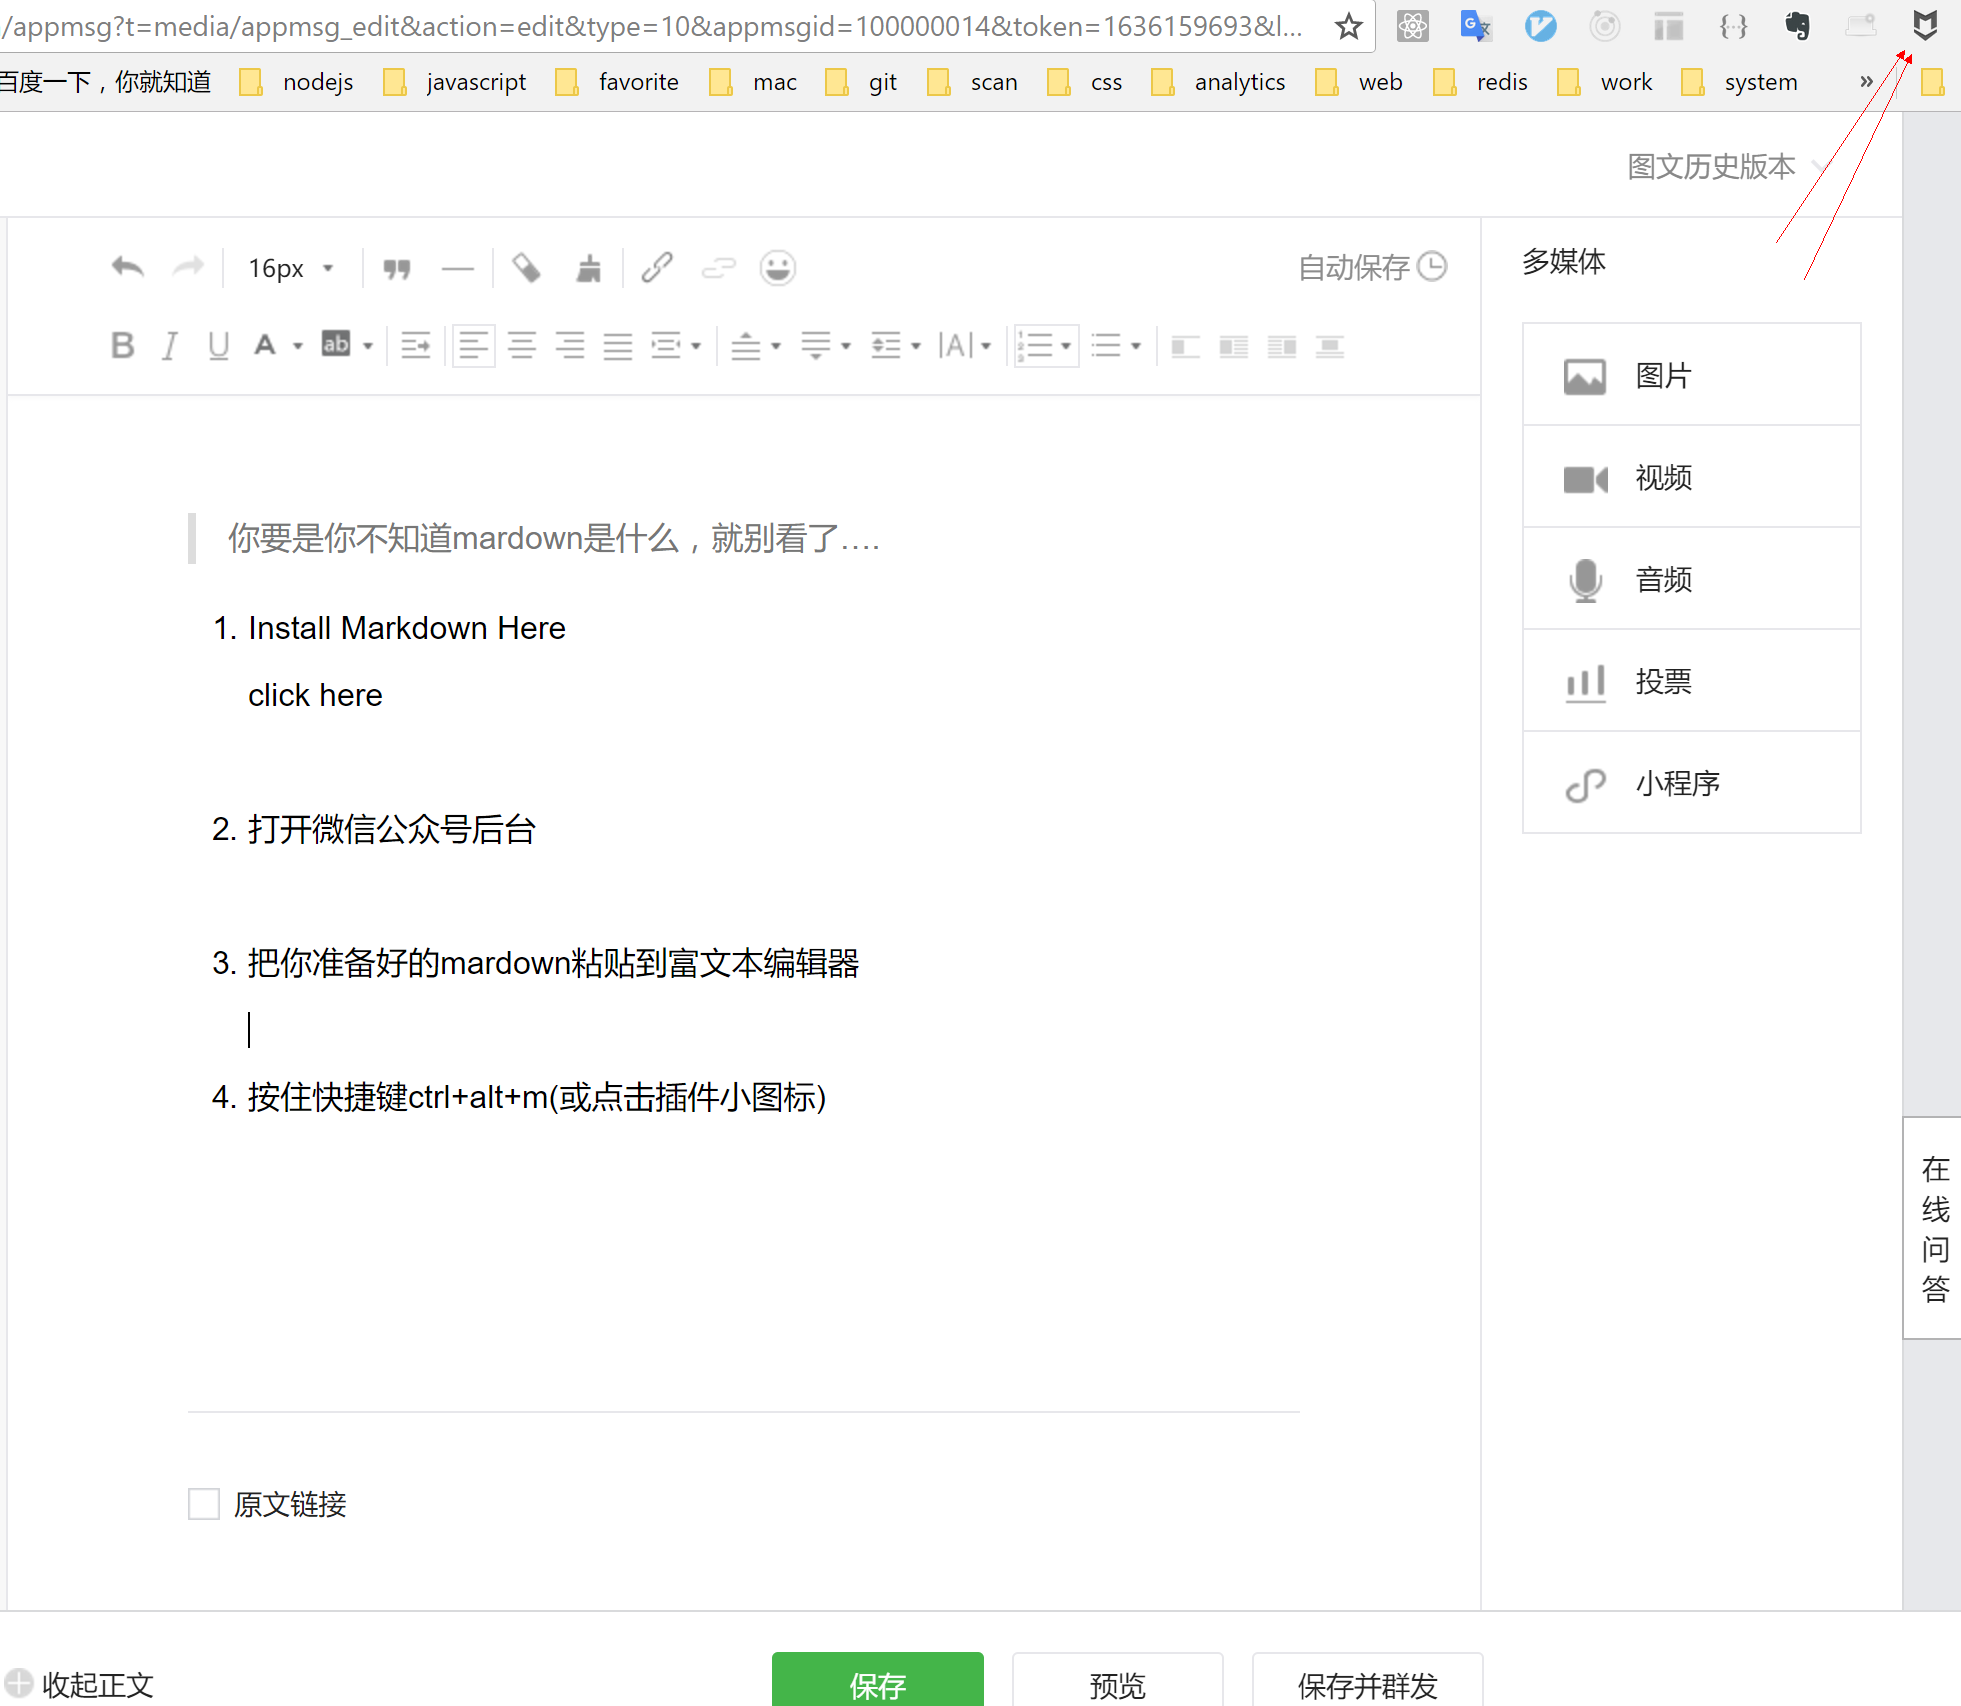 /appmsg?t=media/appmsg_edit&action=edit&type=10&appmsgid=100000014&token=1636159693&l...
百度一下，你就知道 nodejs javascript favorite mac git scan css analytics web redis work system »
图文历史版本
16px 自动保存
多媒体
B I U A ab |A|
图片
视频
音频
投票
小程序
你要是你不知道mardown是什么，就别看了....
1. Install Markdown Here
click here
2. 打开微信公众号后台
3. 把你准备好的mardown粘贴到富文本编辑器
4. 按住快捷键ctrl+alt+m(或点击插件小图标)
在线问答
原文链接
收起正文 保存 预览 保存并群发